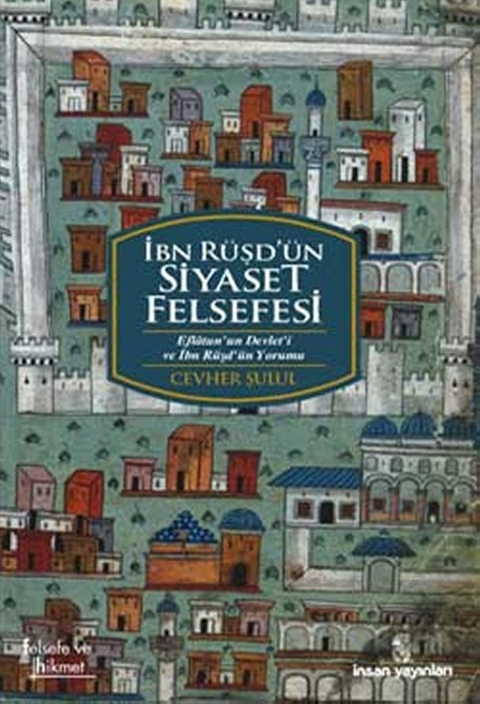 İBN RÜŞD'ÜN
SİYASET
FELSEFESİ
Eflâtun'un Devlet'i
ve İbn Rüşd'ün Yorumu
CEVHER ŞULUL
felsefe ve
hikmet
insan yayınları